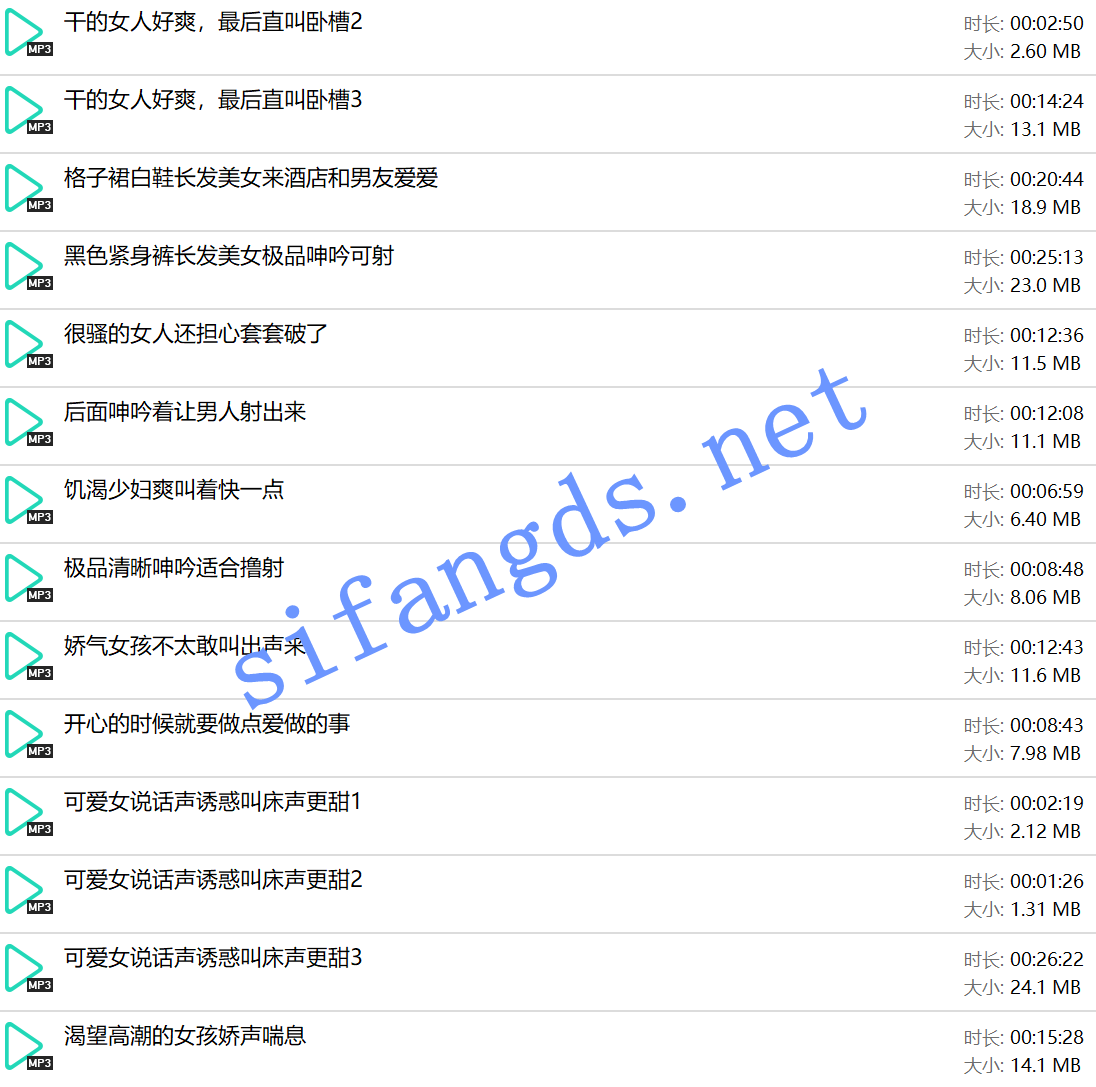 干的女人好爽，最后直叫卧槽2
时长: 00:02:50
MP3
大小: 2.60 MB
干的女人好爽，最后直叫卧槽3
时长: 00:14:24
MP3
大小: 13.1 MB
格子裙白鞋长发美女来酒店和男友爱爱
时长: 00:20:44
MP3
大小: 18.9 MB
黑色紧身裤长发美女极品呻吟可射
时长: 00:25:13
MP3
大小: 23.0 MB
很骚的女人还担心套套破了
时长: 00:12:36
MP3
大小: 11.5 MB
后面呻吟着让男人射出来
时长: 00:12:08
MP3
大小: 11.1 MB
饥渴少妇爽叫着快一点
时长: 00:06:59
MP3
大小: 6.40 MB
极品清晰呻吟适合撸射
时长: 00:08:48
MP3
大小: 8.06 MB
娇气女孩不太敢叫出声来
时长: 00:12:43
MP3
大小: 11.6 MB
开心的时候就要做点爱做的事
时长: 00:08:43
MP3
大小: 7.98 MB
可爱女说话声诱惑叫床声更甜1
时长: 00:02:19
MP3
大小: 2.12 MB
可爱女说话声诱惑叫床声更甜2
时长: 00:01:26
MP3
大小: 1.31 MB
可爱女说话声诱惑叫床声更甜3
时长: 00:26:22
MP3
大小: 24.1 MB
渴望高潮的女孩娇声喘息
时长: 00:15:28
MP3
大小: 14.1 MB
sifangds.net